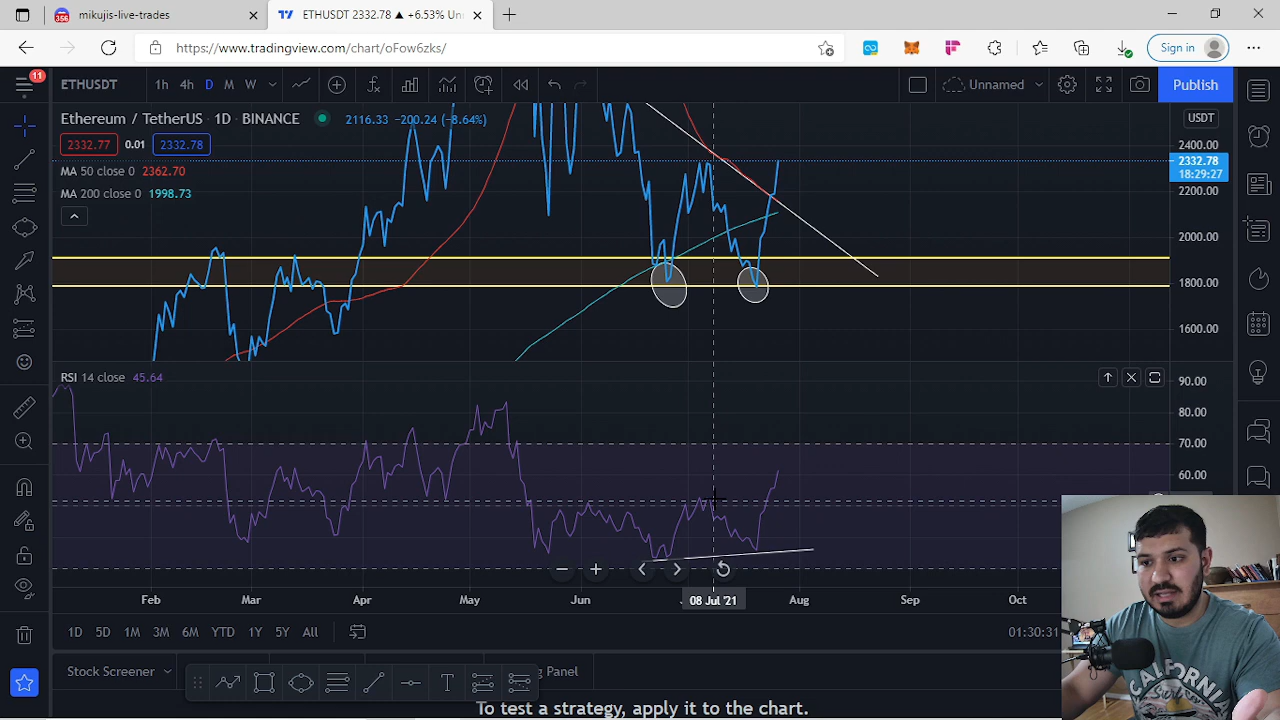 356
mikujis-live-trades
ETHUSDT 2332.78 ▲ +6.53% Un
https://www.tradingview.com/chart/oFow6zks/
Sign in
11
ETHUSDT
1h 4h D M W
Unnamed
Publish
Ethereum / TetherUS · 1D · BINANCE
2116.33 −200.24 (−8.64%)
USDT
2332.77 0.01 2332.78
MA 50 close 0 2362.70
MA 200 close 0 1998.73
2400.00
2332.78
18:29:27
2200.00
2000.00
1800.00
1600.00
RSI 14 close 45.64
90.00
80.00
70.00
60.00
Feb Mar Apr May Jun 08 Jul '21 Aug Sep Oct
1D 5D 1M 3M 6M YTD 1Y 5Y All
01:30:31
Stock Screener
ng Panel
To test a strategy, apply it to the chart.
CALIFORNIA